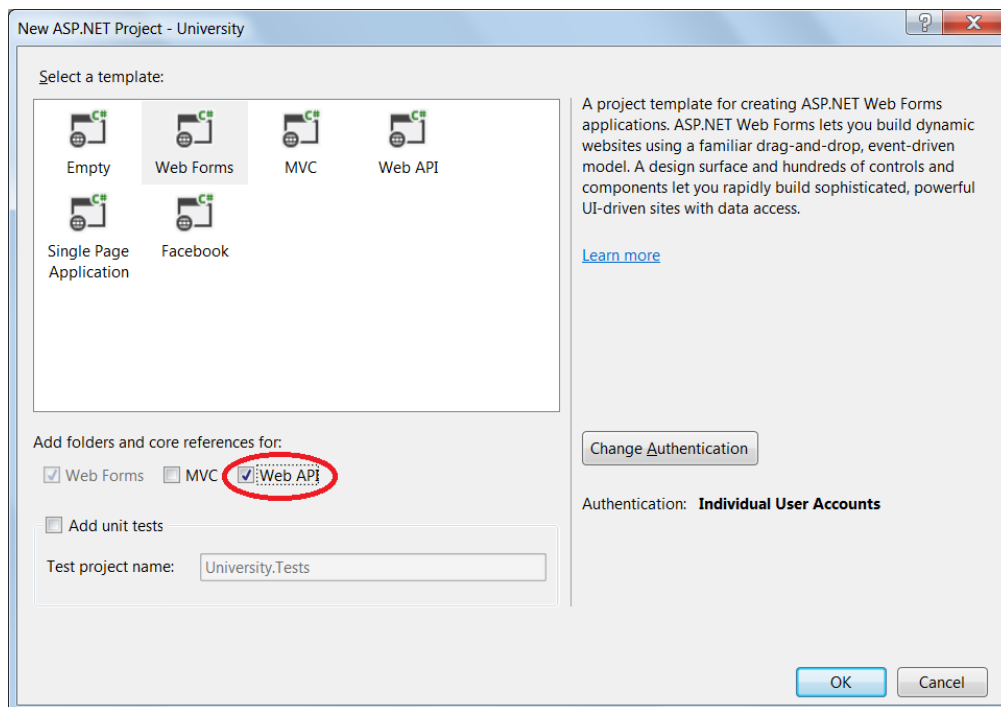 New ASP.NET Project - University
Select a template:
C# C# C# C#
Empty Web Forms MVC Web API
C# C#
Single Page Application Facebook
A project template for creating ASP.NET Web Forms
applications. ASP.NET Web Forms lets you build dynamic
websites using a familiar drag-and-drop, event-driven
model. A design surface and hundreds of controls and
components let you rapidly build sophisticated, powerful
UI-driven sites with data access.
Learn more
Add folders and core references for:
Web Forms MVC Web API
Add unit tests
Test project name: University.Tests
Change Authentication
Authentication: Individual User Accounts
OK Cancel